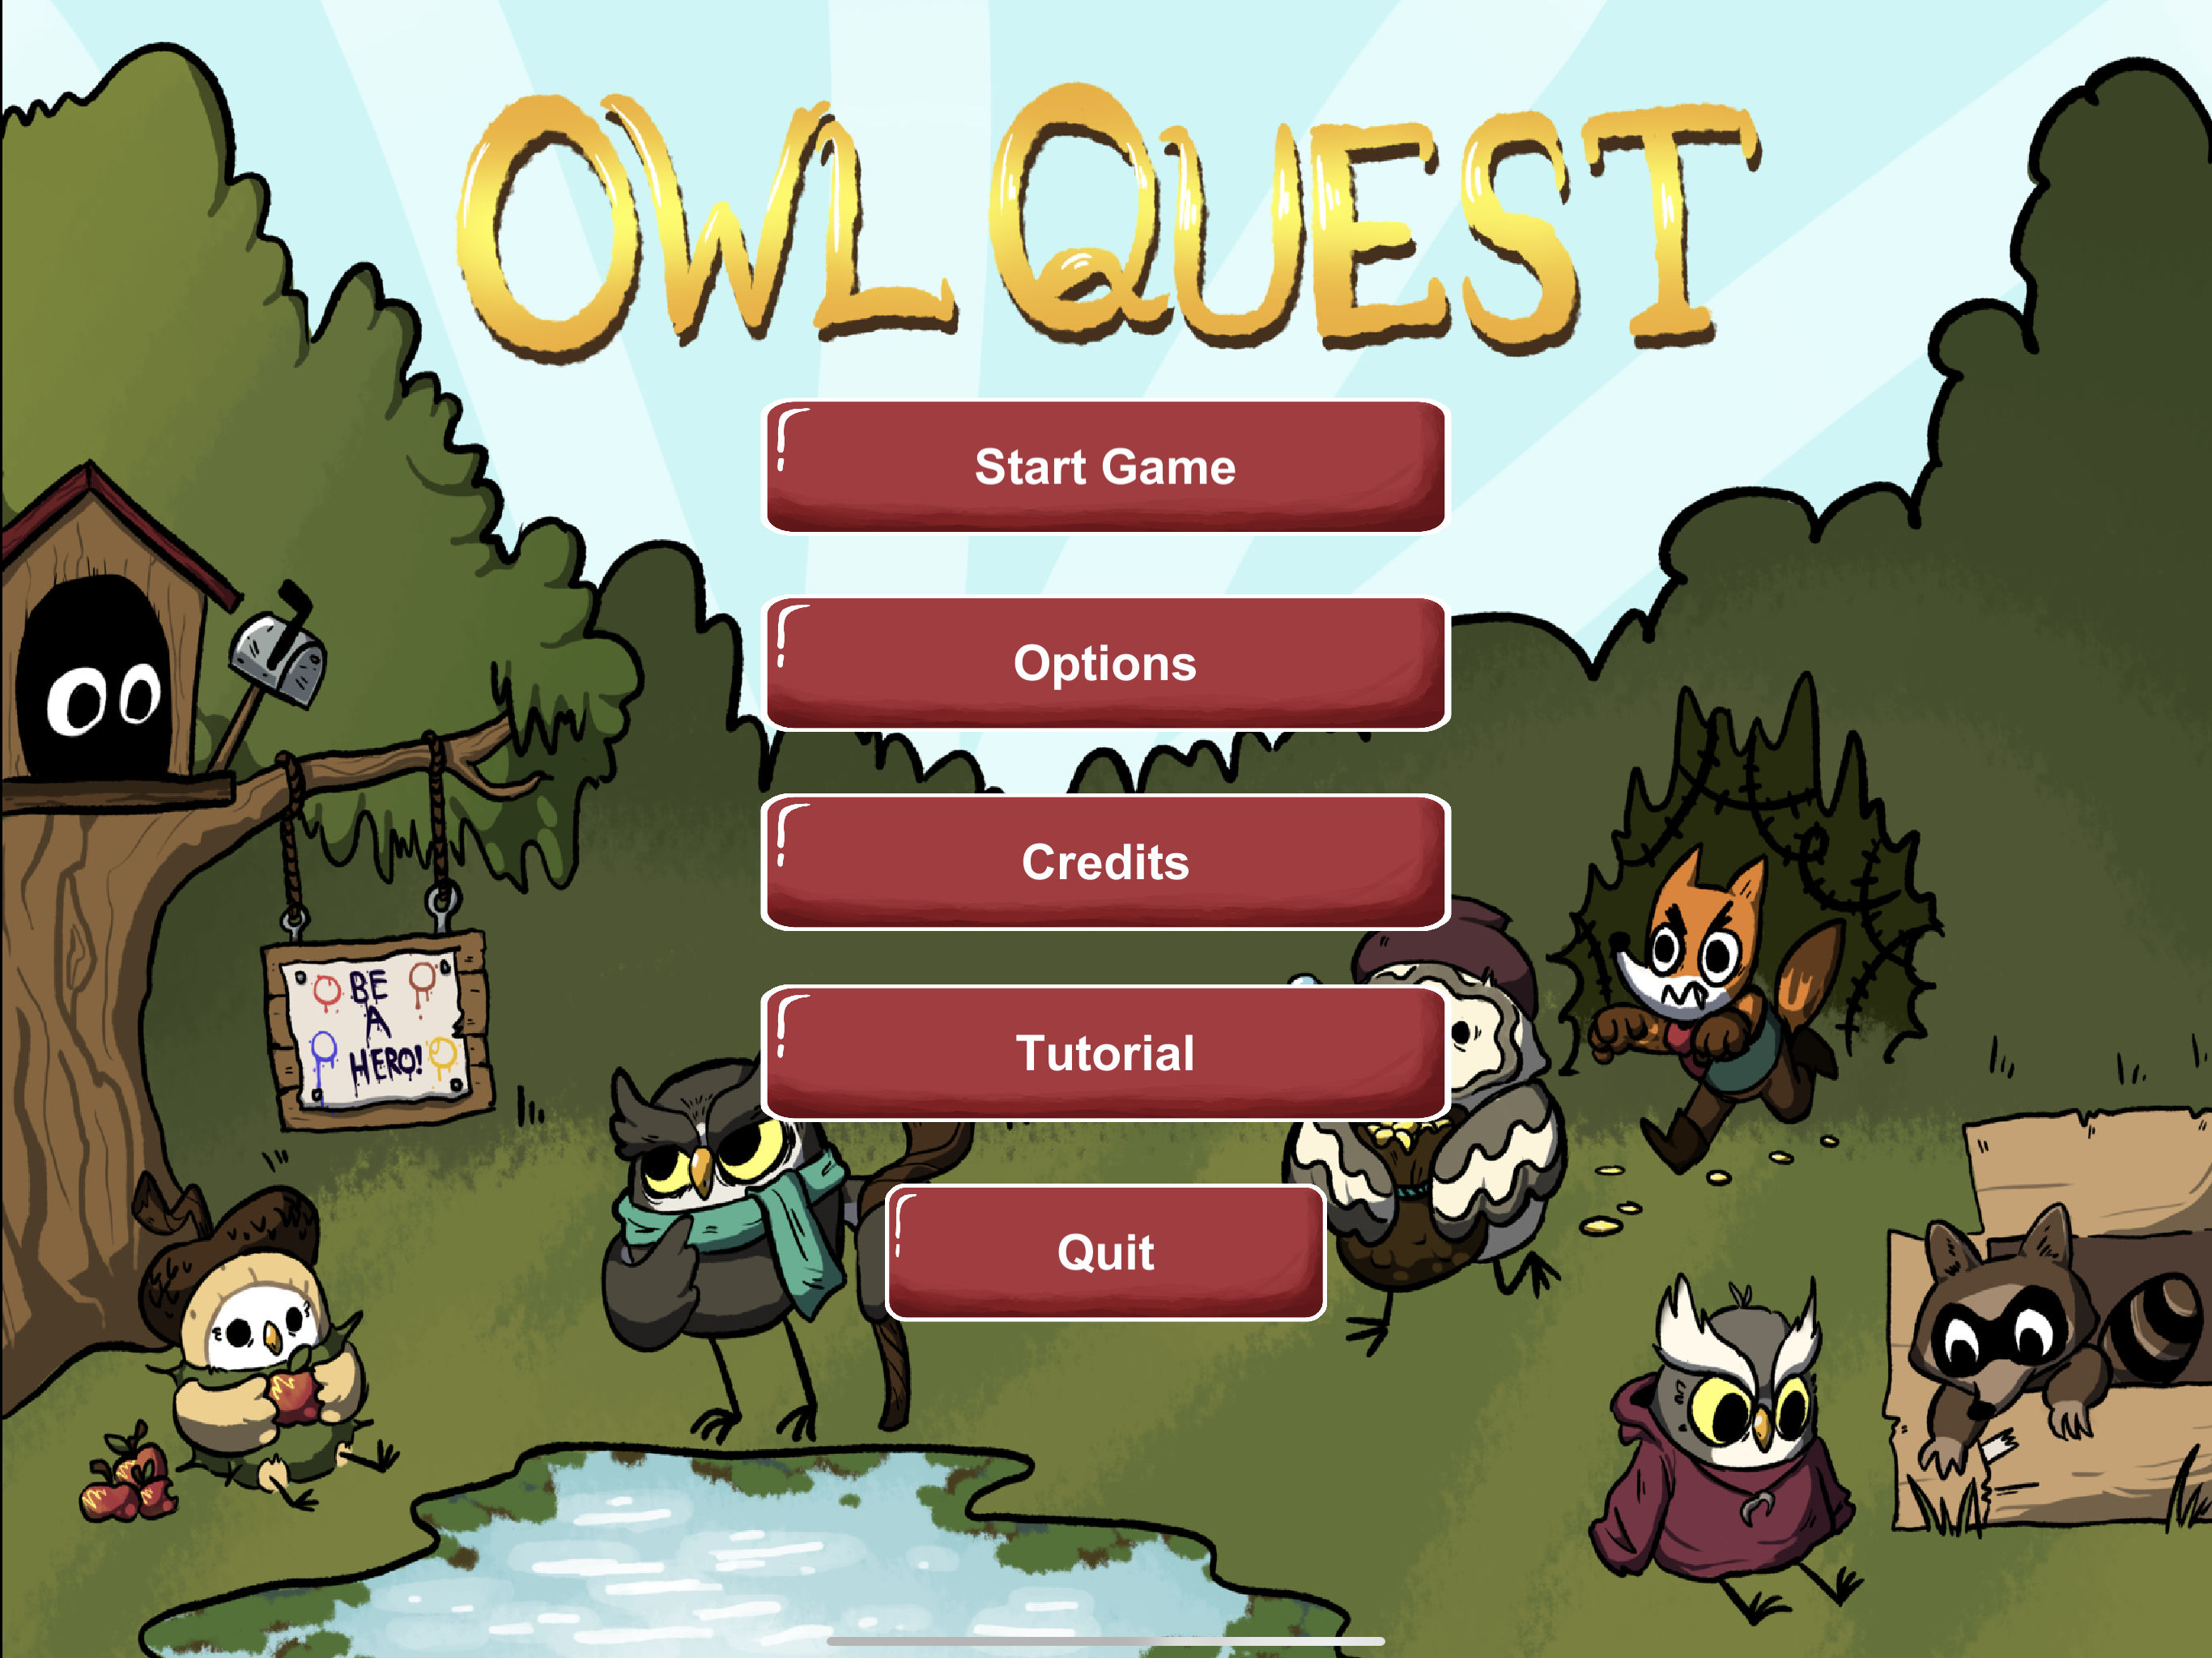 OWL QUEST
Start Game
Options
Credits
BE
A
HERO!
Tutorial
Quit